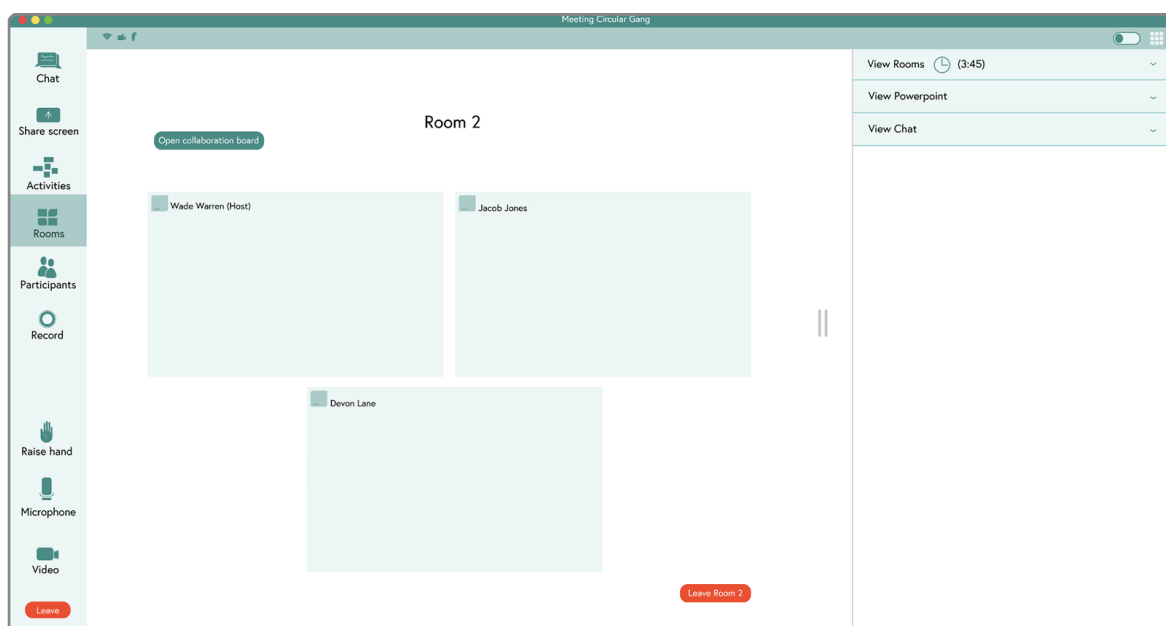 Meeting Circular Gang
Chat
Share screen
Activities
Rooms
Participants
Record
Raise hand
Microphone
Video
Leave
Room 2
Open collaboration board
Wade Warren (Host)
Jacob Jones
Devon Lane
Leave Room 2
View Rooms (3:45)
View Powerpoint
View Chat